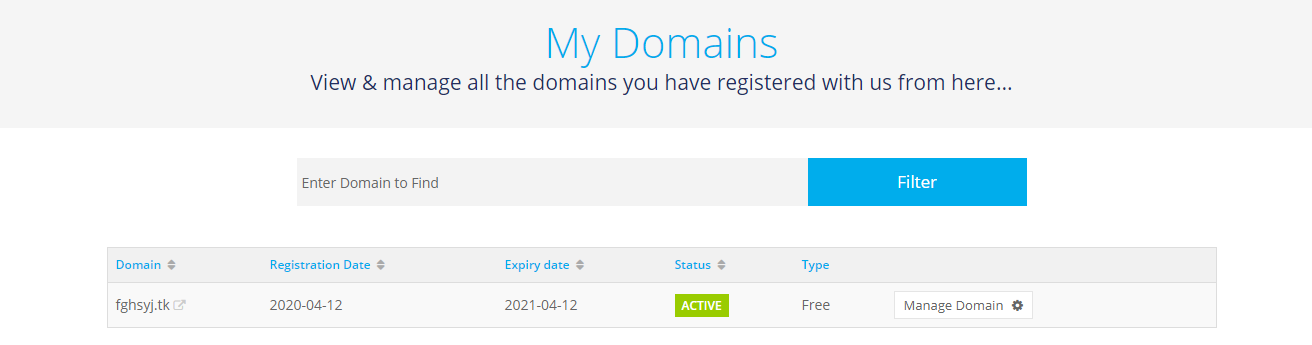 My Domains
View & manage all the domains you have registered with us from here...
Enter Domain to Find
Filter
Domain Registration Date Expiry date Status Type
fghsyj.tk 2020-04-12 2021-04-12 ACTIVE Free Manage Domain